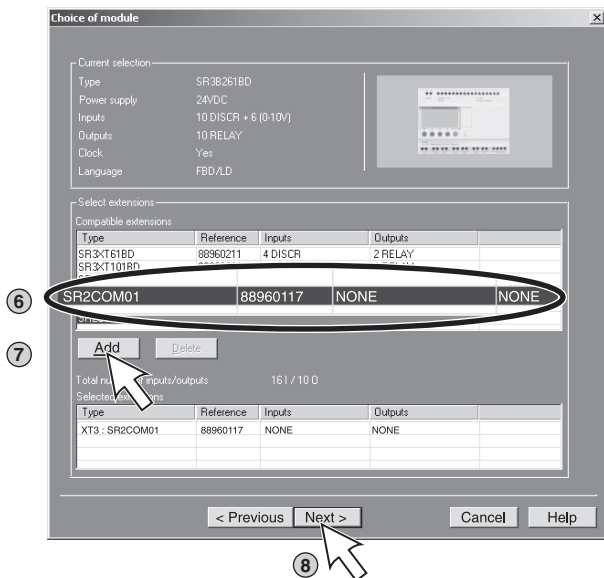 Choice of module
Current selection
Type SR3B261BD
Power supply 24VDC
Inputs 10 DISCR + 6 (0-10V)
Outputs 10 RELAY
Clock Yes
Language FBD/LD
Select extensions
Compatible extensions
Type Reference Inputs Outputs
SR3XT61BD 88960211 4 DISCR 2 RELAY
SR3XT101BD
6 SR2COM01 88960117 NONE NONE
7 Add Delete
Total inputs/outputs 16 I / 10 O
Selected
Type Reference Inputs Outputs
XT3 : SR2COM01 88960117 NONE NONE
< Previous Next > Cancel Help
8